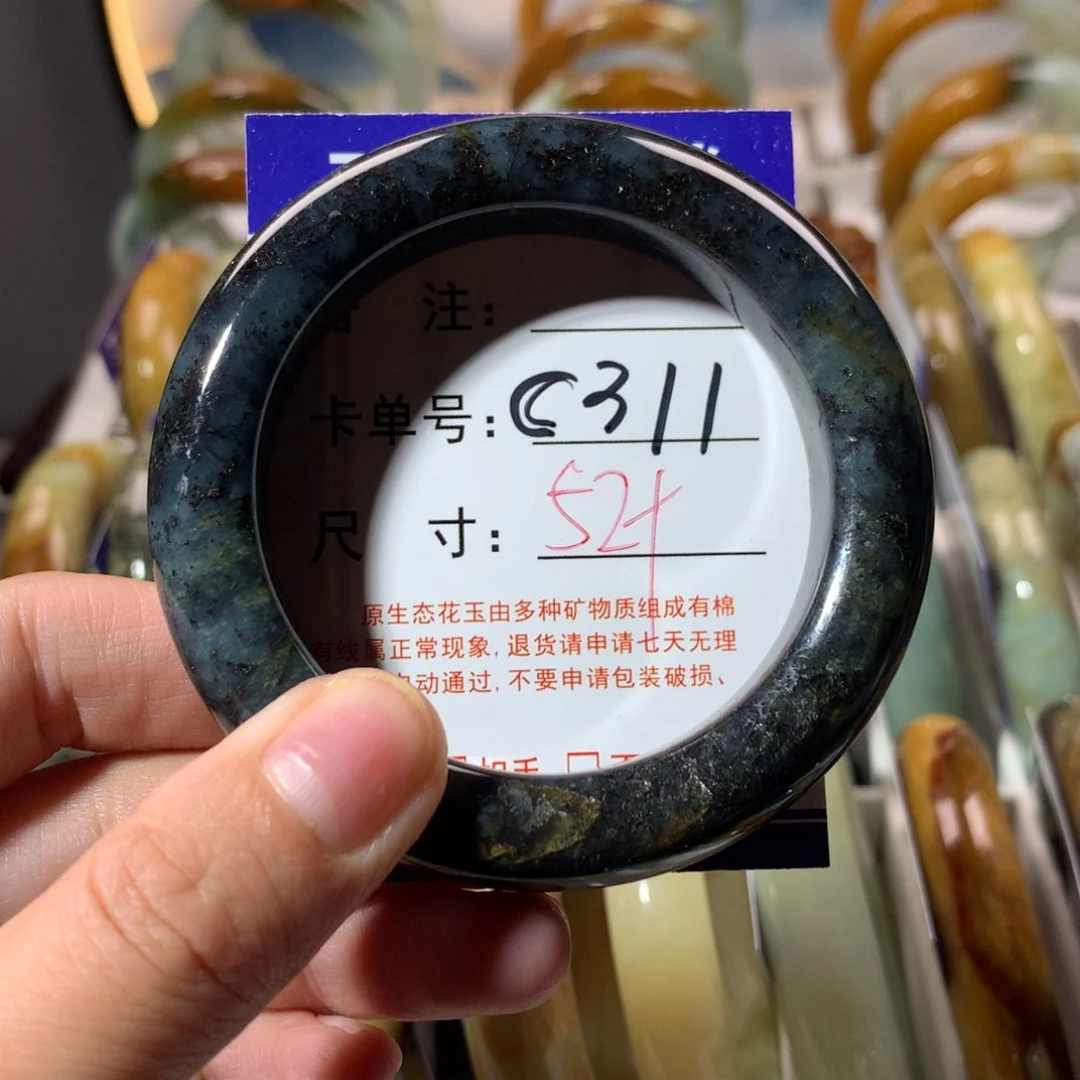 注：
卡单号：C311
尺 寸：52+
原生态花玉由多种矿物质组成有棉
有线属正常现象，退货请申请七天无理
自动通过，不要申请包装破损、